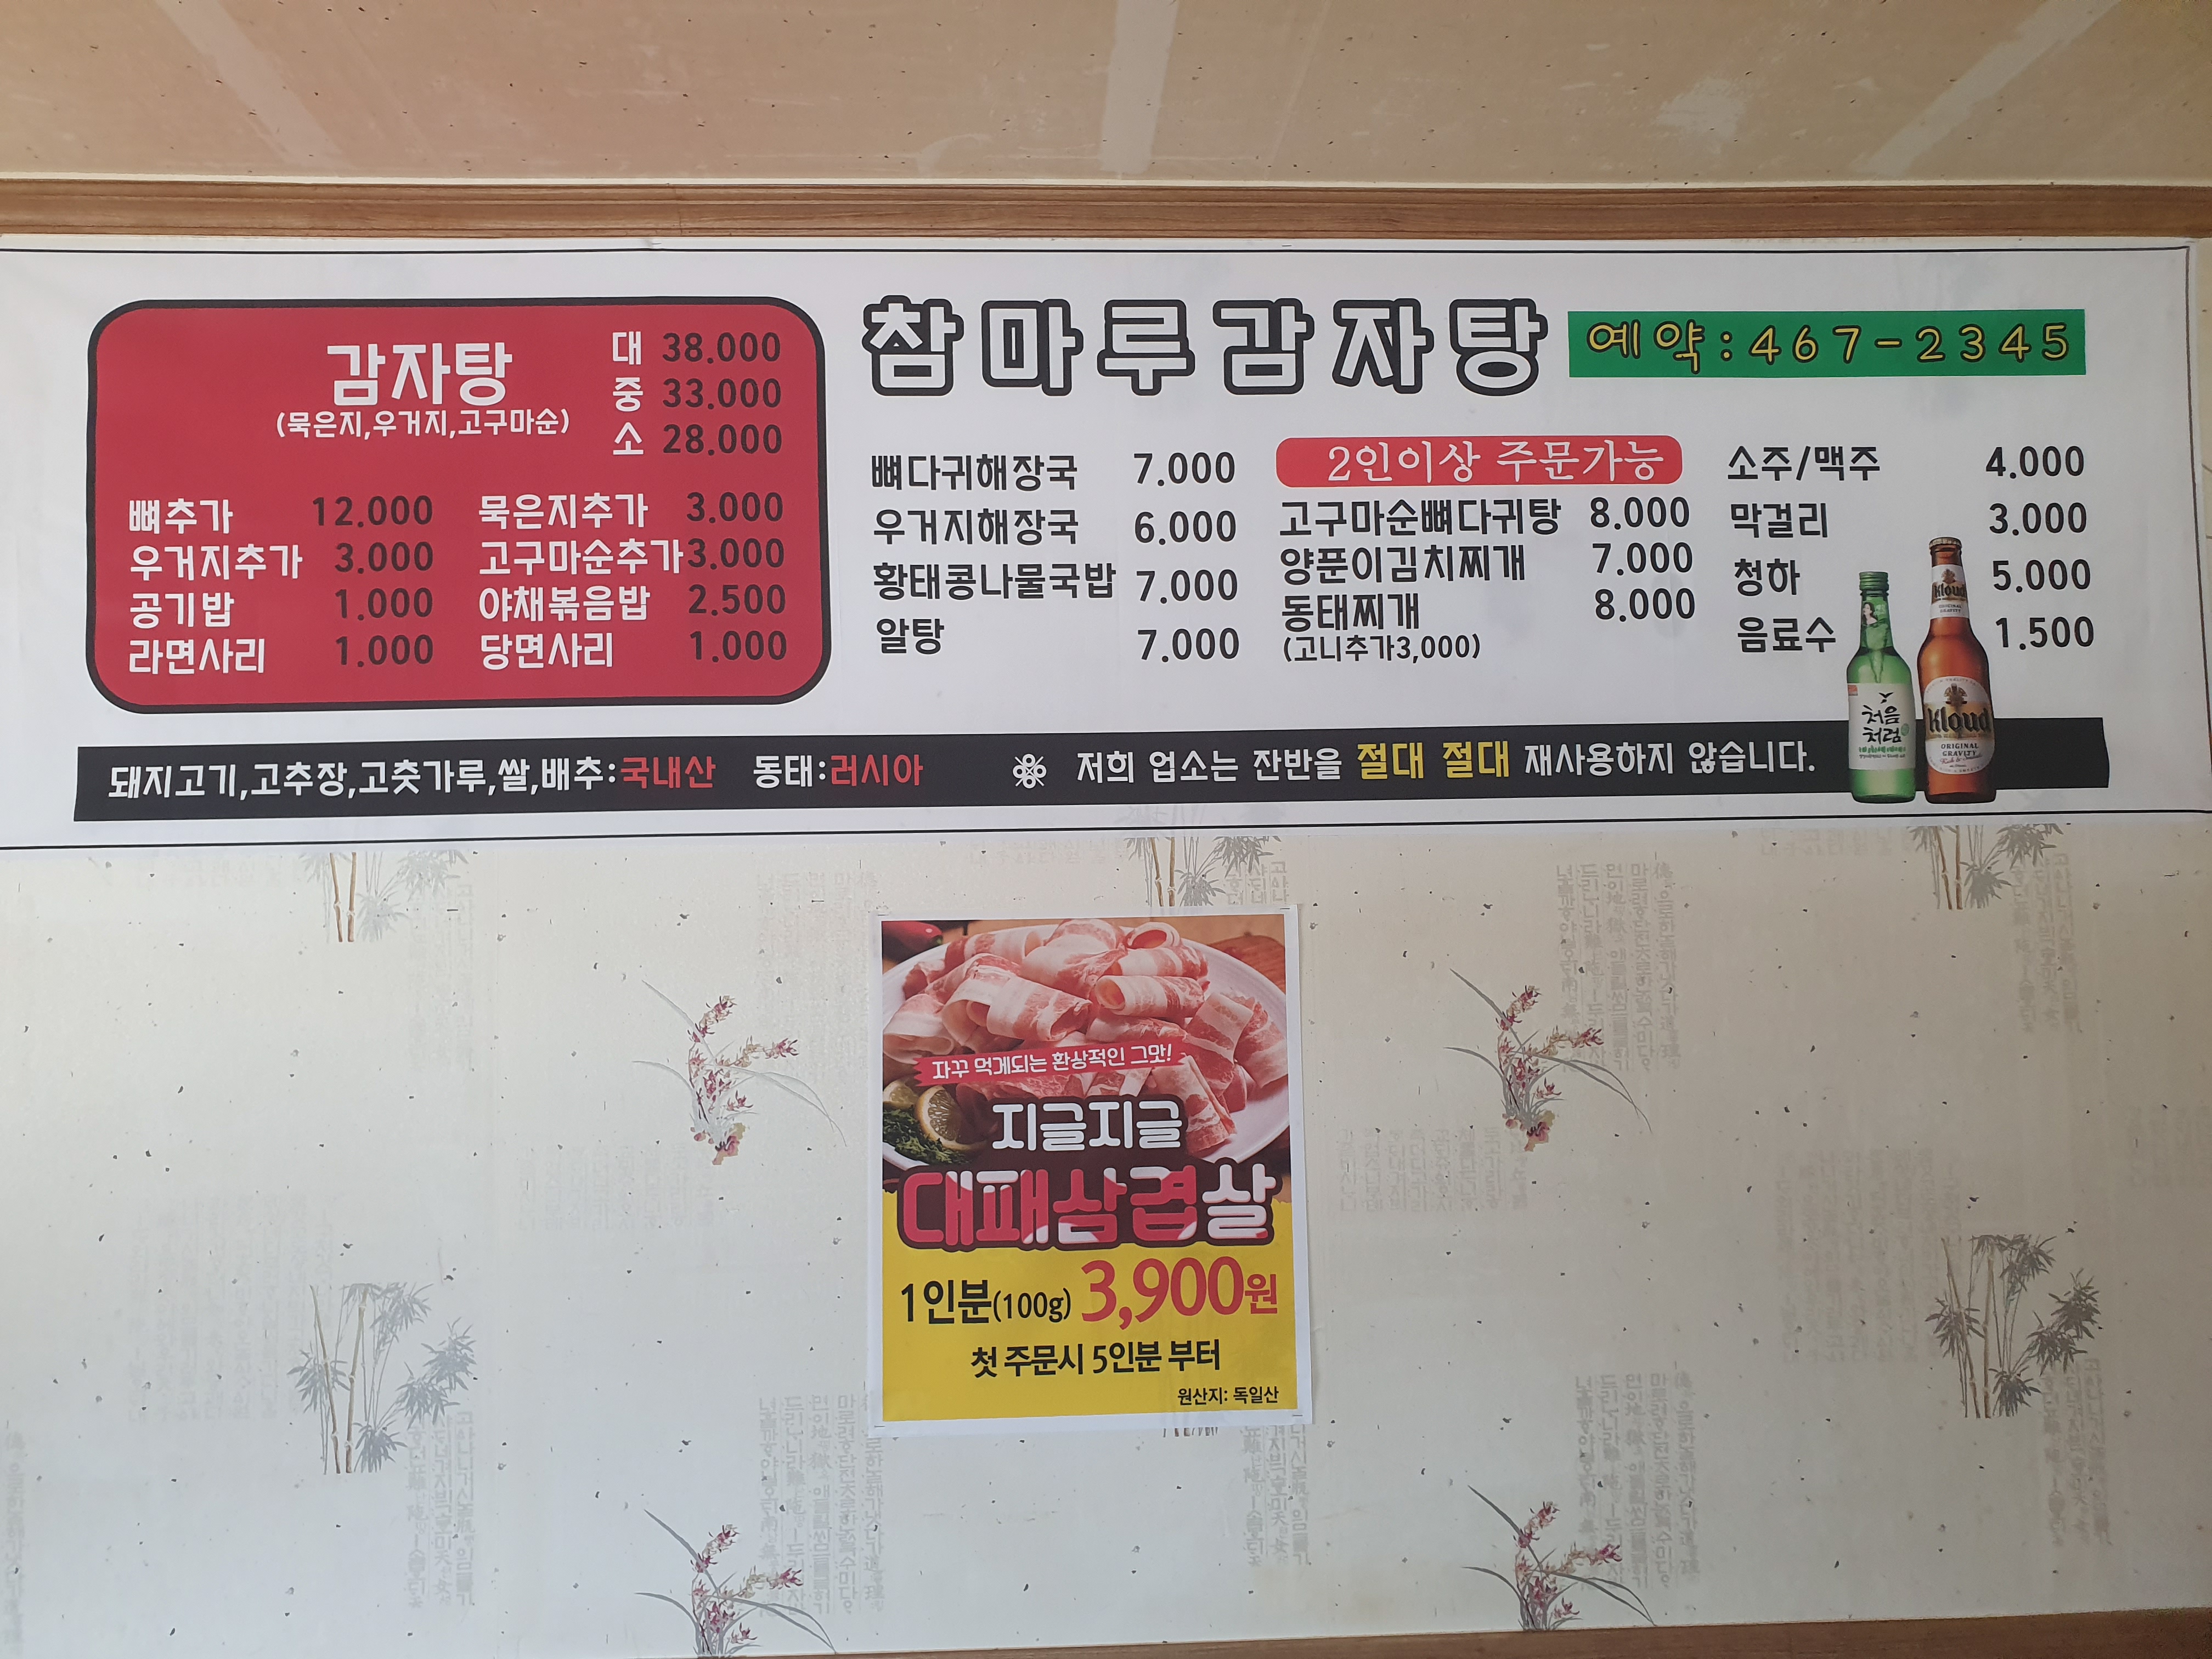 감자탕
(묵은지,우거지,고구마순)
대 38.000
중 33.000
소 28.000
뼈추가 12.000 묵은지추가 3.000
우거지추가 3.000 고구마순추가 3.000
공기밥 1.000 야채볶음밥 2.500
라면사리 1.000 당면사리 1.000
참마루감자탕
예약:467-2345
뼈다귀해장국 7.000
우거지해장국 6.000
황태콩나물국밥 7.000
알탕 7.000
2인이상 주문가능
고구마순뼈다귀탕 8.000
양푼이김치찌개 7.000
동태찌개 8.000
(고니추가3,000)
소주/맥주 4.000
막걸리 3.000
청하 5.000
음료수 1.500
처음
처럼
Kloud
Kloud
ORIGINAL
GRAVITY
돼지고기,고추장,고춧가루,쌀,배추:국내산 동태:러시아 ※ 저희 업소는 잔반을 절대 절대 재사용하지 않습니다.
자꾸 먹게되는 환상적인 그맛!
지글지글
대패삼겹살
1인분(100g) 3,900원
첫 주문시 5인분 부터
원산지: 독일산